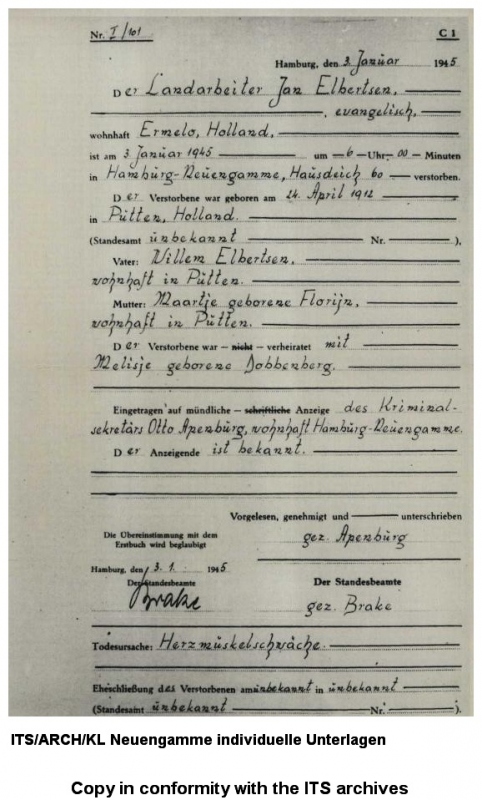 Nr. I/101 C 1
Hamburg, den 3. Januar 1945
Der Landarbeiter Jan Elbertsen,
, evangelisch,
wohnhaft Ermelo, Holland,
ist am 3 Januar 1945 um 6 Uhr 00 Minuten
in Hamburg-Neuengamme, Hausdeich 60 verstorben.
Der Verstorbene war geboren am 24. April 1912
in Pütten, Holland.
(Standesamt unbekannt Nr. ),
Vater: Willem Elbertsen,
wohnhaft in Pütten.
Mutter: Maartje geborene Florijn,
wohnhaft in Pütten.
Der Verstorbene war — nicht — verheiratet mit
Melisje geborene Dobbenberg.
Eingetragen auf mündliche — schriftliche Anzeige des Kriminal-
sekretärs Otto Apenburg, wohnhaft Hamburg-Neuengamme.
Der Anzeigende ist bekannt.
Vorgelesen, genehmigt und unterschrieben
gez. Apenburg
Die Übereinstimmung mit dem
Erstbuch wird beglaubigt
Hamburg, den 3. 1. 1945
Der Standesbeamte
Brake
Der Standesbeamte
gez. Brake
Todesursache: Herzmuskelschwäche.
Eheschließung des Verstorbenen am unbekannt in unbekannt
(Standesamt unbekannt Nr. ).
ITS/ARCH/KL Neuengamme individuelle Unterlagen
Copy in conformity with the ITS archives